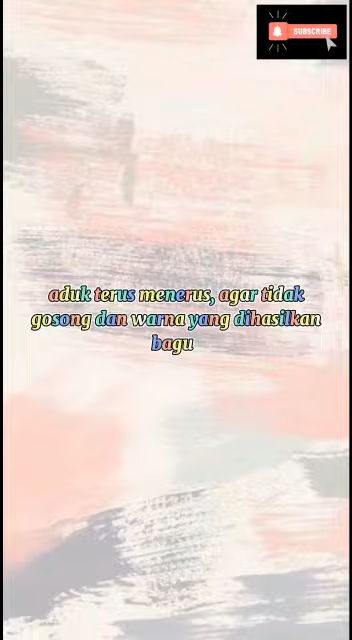 SUBSCRIBE
aduk terus menerus, agar tidak
gosong dan warna yang dihasilkan
bagu